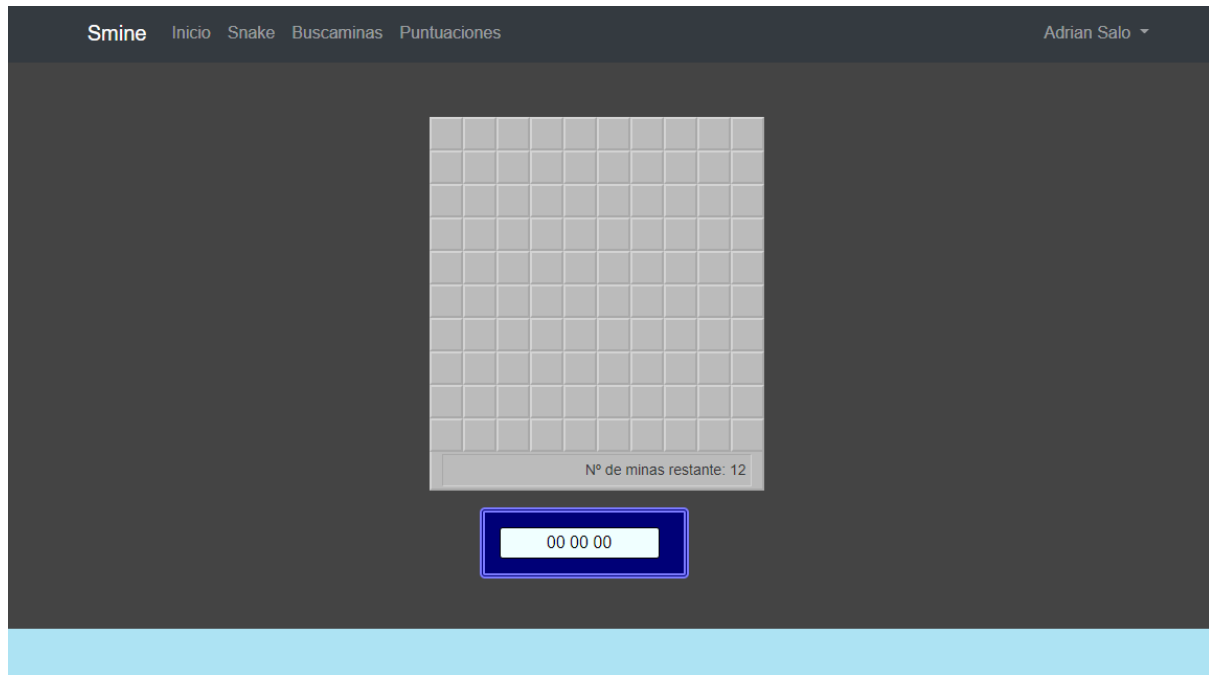 Smine Inicio Snake Buscaminas Puntuaciones Adrian Salo
Nº de minas restante: 12
00 00 00